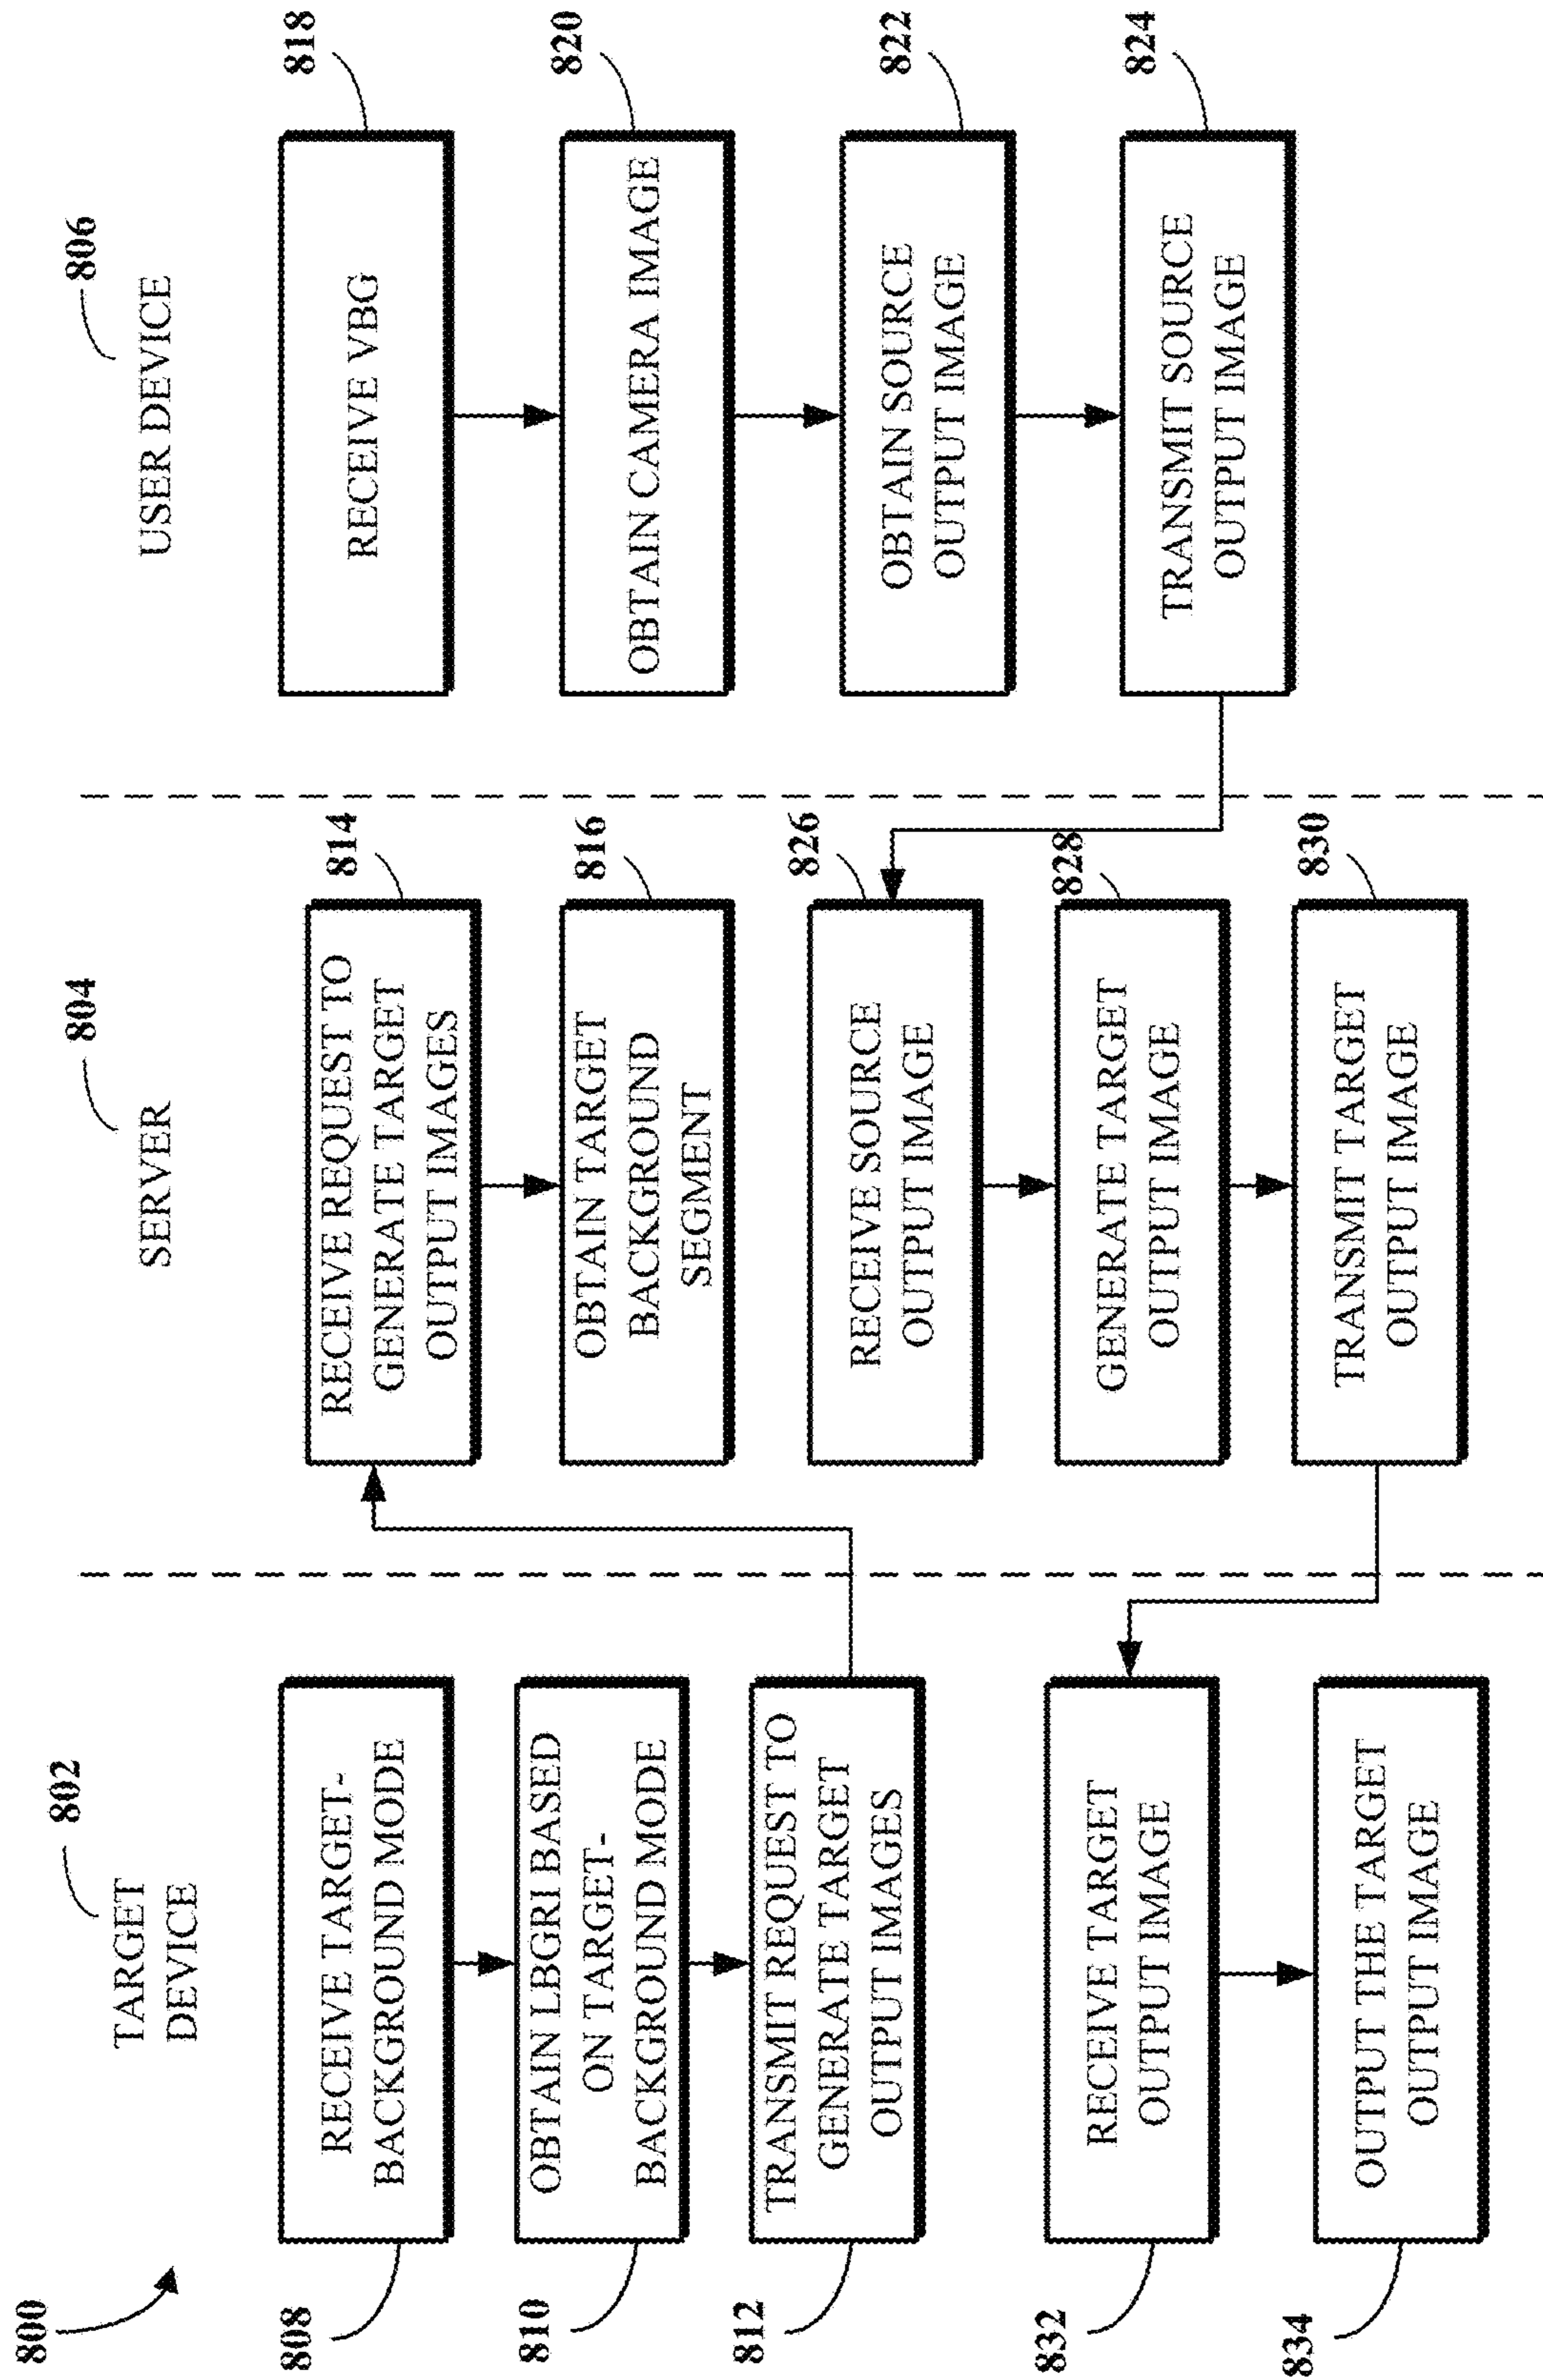 800
802
TARGET
DEVICE
804
SERVER
806
USER DEVICE
808
RECEIVE TARGET-
BACKGROUND MODE
810
OBTAIN LBGRI BASED
ON TARGET-
BACKGROUND MODE
812
TRANSMIT REQUEST TO
GENERATE TARGET
OUTPUT IMAGES
832
RECEIVE TARGET
OUTPUT IMAGE
834
OUTPUT THE TARGET
OUTPUT IMAGE
814
RECEIVE REQUEST TO
GENERATE TARGET
OUTPUT IMAGES
816
OBTAIN TARGET
BACKGROUND
SEGMENT
826
RECEIVE SOURCE
OUTPUT IMAGE
828
GENERATE TARGET
OUTPUT IMAGE
830
TRANSMIT TARGET
OUTPUT IMAGE
818
RECEIVE VBG
820
OBTAIN CAMERA IMAGE
822
OBTAIN SOURCE
OUTPUT IMAGE
824
TRANSMIT SOURCE
OUTPUT IMAGE